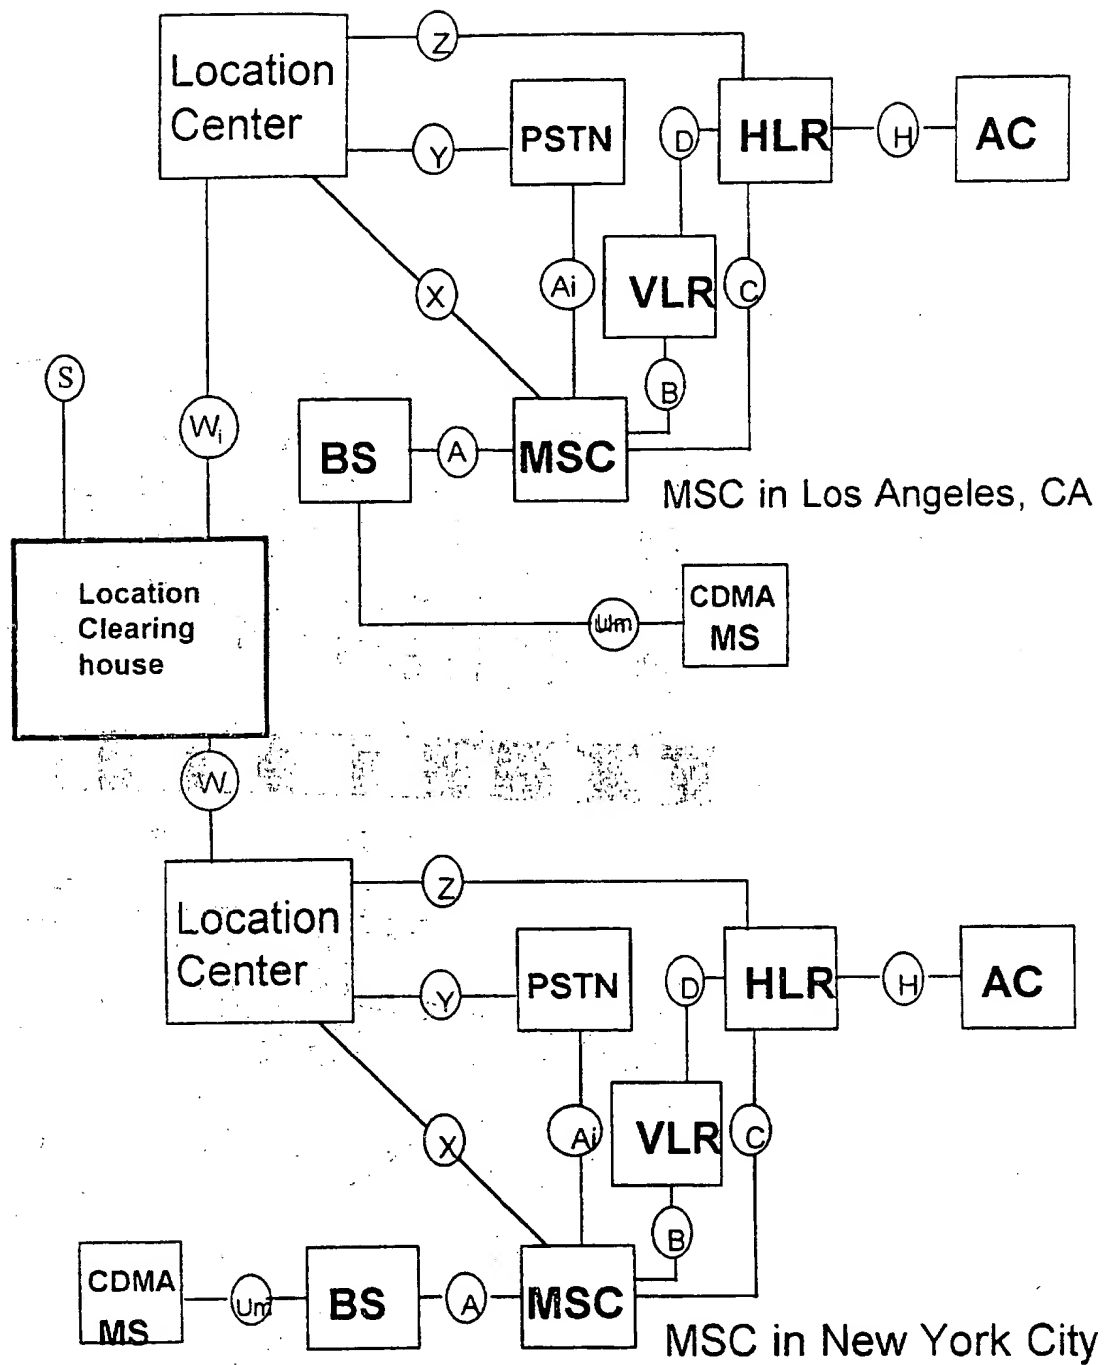 Z
Location
Center
Y
PSTN
D
HLR
H
AC
X
Ai
VLR
C
S
Wi
B
BS
A
MSC
MSC in Los Angeles, CA
Location
Clearing
house
Um
CDMA
MS
W
Z
Location
Center
Y
PSTN
D
HLR
H
AC
X
Ai
VLR
C
B
CDMA
MS
Um
BS
A
MSC
MSC in New York City